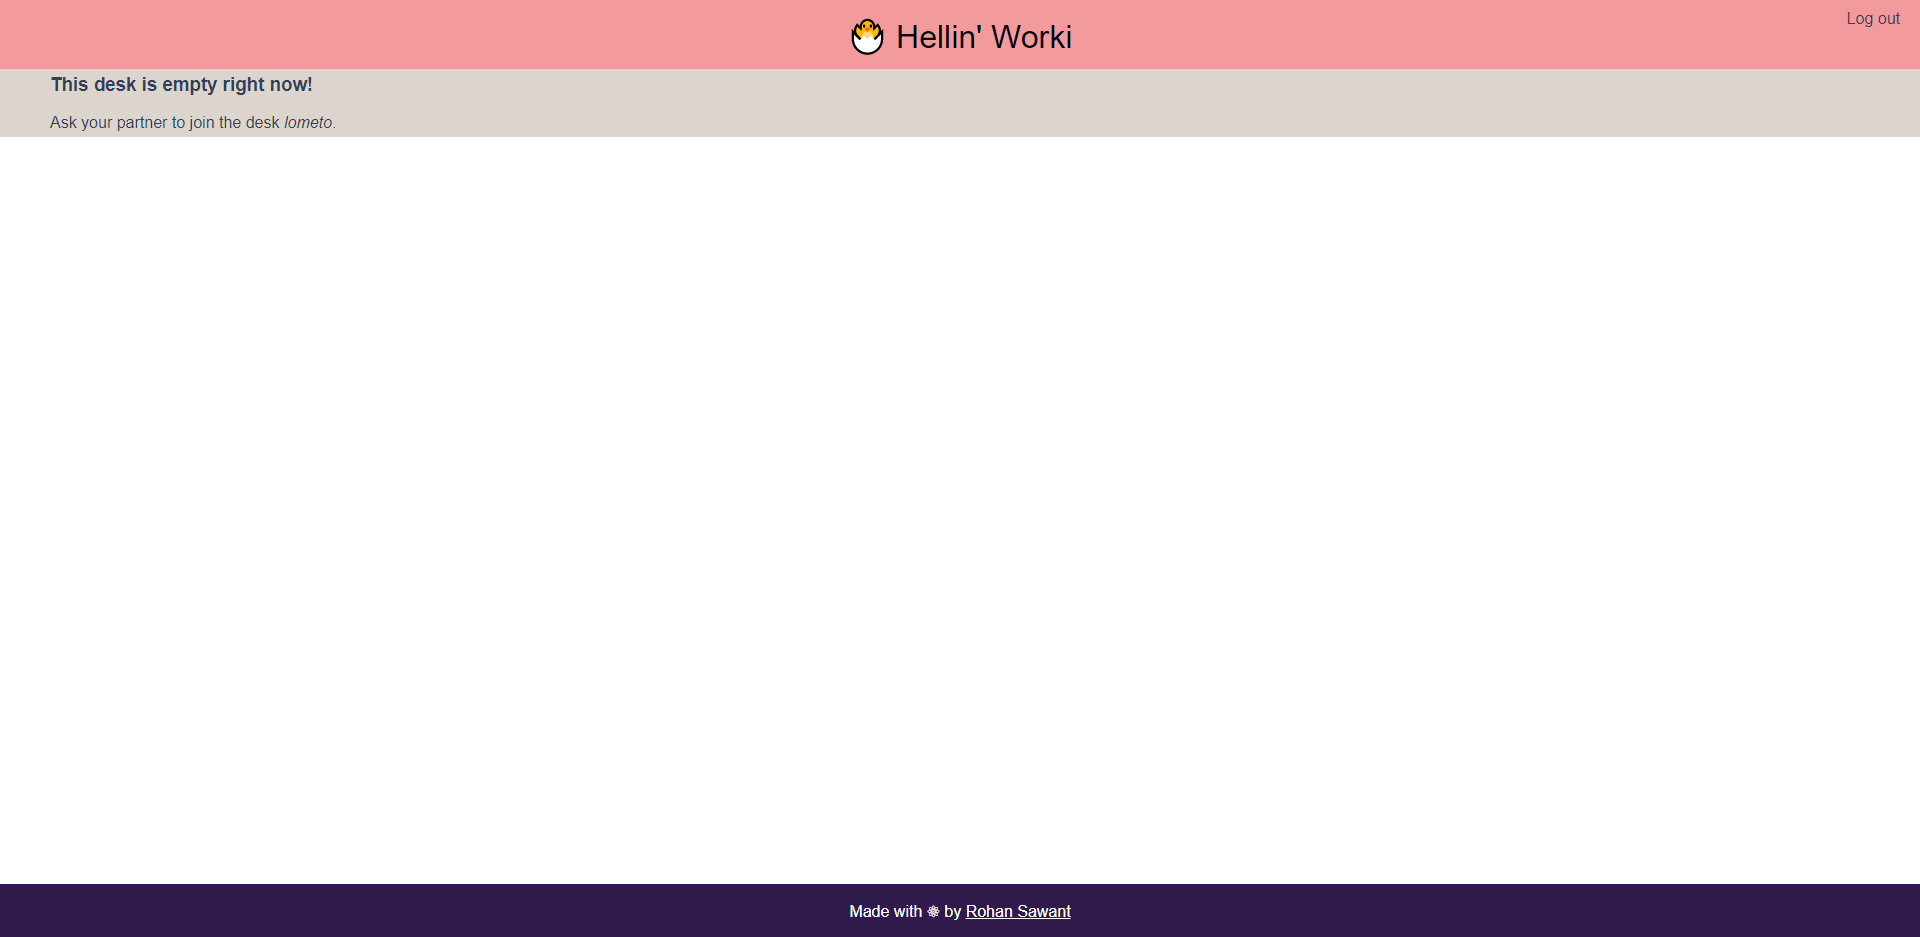 Hellin' Worki
Log out
This desk is empty right now!
Ask your partner to join the desk lometo.
Made with ⚛ by Rohan Sawant